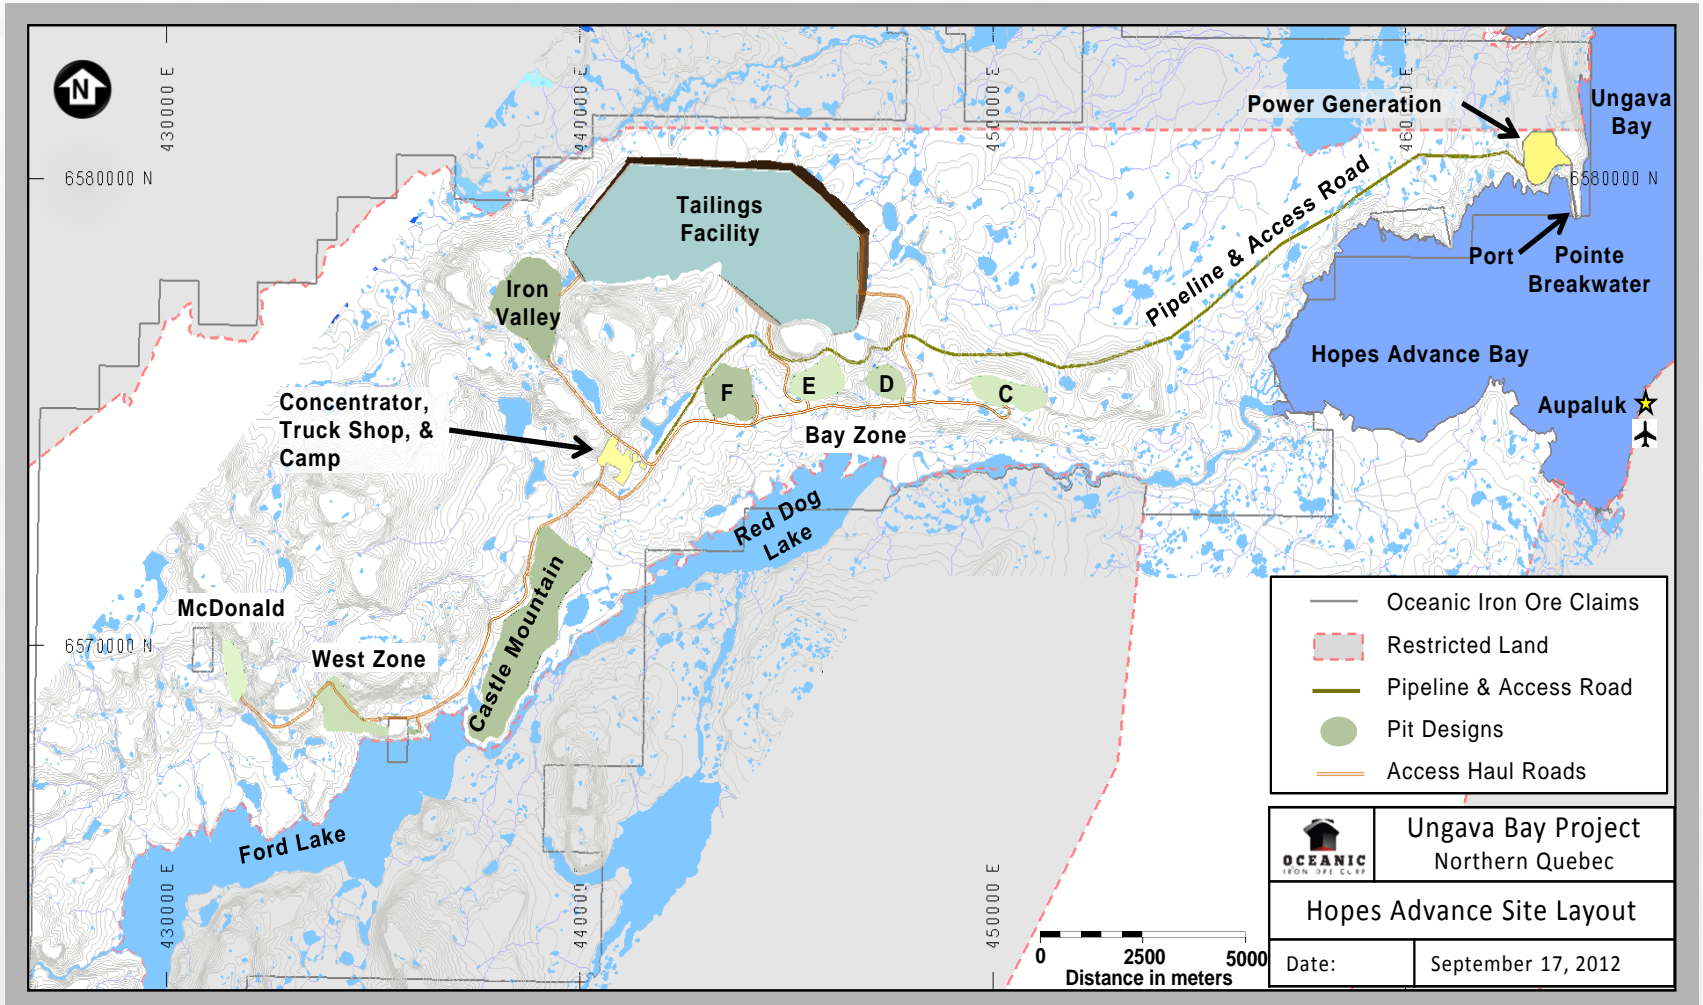 N
430000 E
440000 E
450000 E
460000 E
6580000 N
6580000 N
Power Generation
Ungava
Bay
Tailings
Facility
Pipeline & Access Road
Port
Pointe
Breakwater
Iron
Valley
Hopes Advance Bay
Concentrator,
Truck Shop, &
Camp
F
E
D
C
Aupaluk
Bay Zone
Red Dog
Lake
McDonald
Castle Mountain
6570000 N
West Zone
Ford Lake
430000 E
440000 E
450000 E
Oceanic Iron Ore Claims
Restricted Land
Pipeline & Access Road
Pit Designs
Access Haul Roads
0
2500
5000
Distance in meters
OCEANIC
IRON ORE CORP
Ungava Bay Project
Northern Quebec
Hopes Advance Site Layout
Date:
September 17, 2012